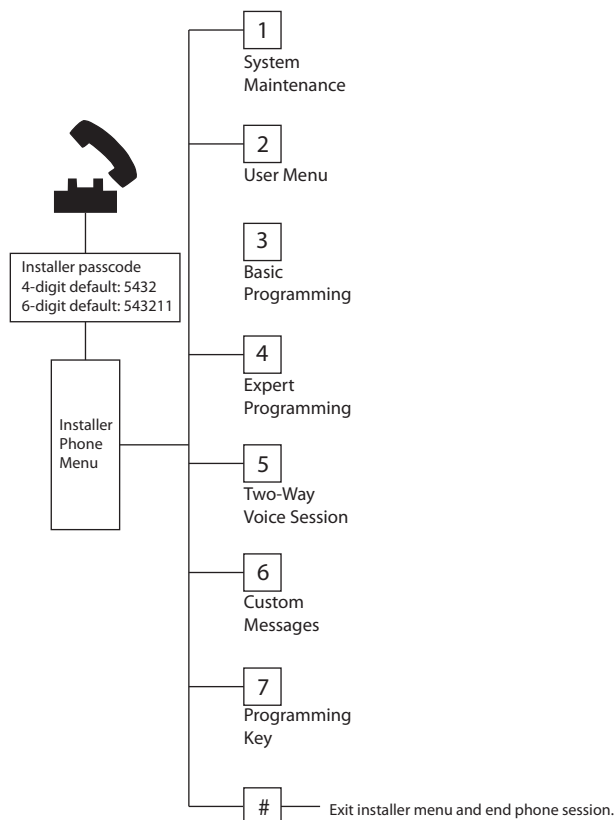 1
System
Maintenance
2
User Menu
3
Basic
Programming
Installer passcode
4-digit default: 5432
6-digit default: 543211
Installer
Phone
Menu
4
Expert
Programming
5
Two-Way
Voice Session
6
Custom
Messages
7
Programming
Key
#
Exit installer menu and end phone session.